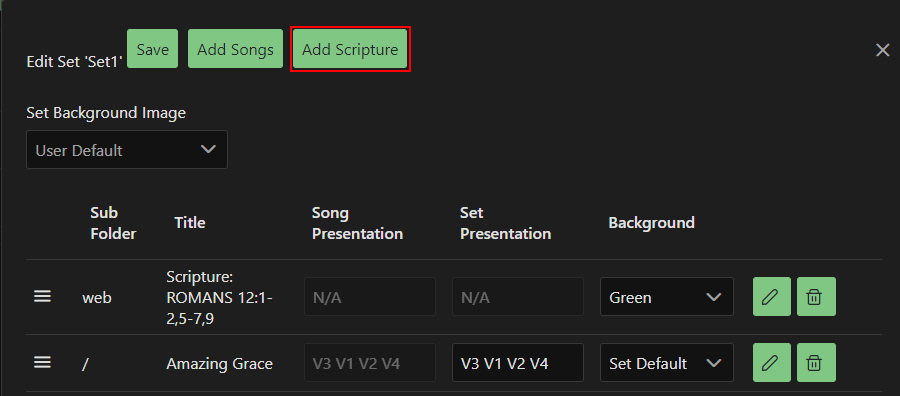 Edit Set 'Set1' Save Add Songs Add Scripture
Set Background Image
User Default
Sub Folder Title Song Presentation Set Presentation Background
web Scripture: ROMANS 12:1-2,5-7,9 N/A N/A Green
/ Amazing Grace V3 V1 V2 V4 V3 V1 V2 V4 Set Default